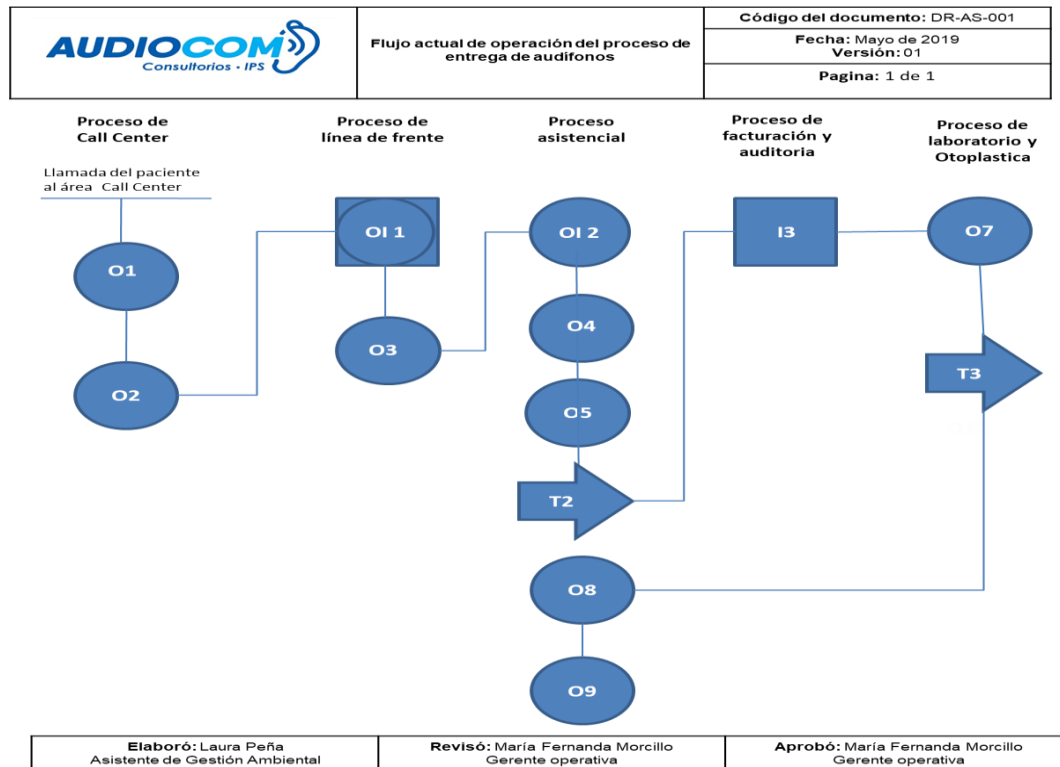 AUDIOCOM
Consultorios • IPS
Flujo actual de operación del proceso de
entrega de audífonos
Código del documento: DR-AS-001
Fecha: Mayo de 2019
Versión: 01
Pagina: 1 de 1
Proceso de
Call Center
Proceso de
línea de frente
Proceso
asistencial
Proceso de
facturación y
auditoria
Proceso de
laboratorio y
Otoplastica
Llamada del paciente
al área Call Center
OI 1
OI 2
I3
O7
O1
O4
O3
T3
O2
O5
T2
O8
O9
Elaboró: Laura Peña
Asistente de Gestión Ambiental
Revisó: María Fernanda Morcillo
Gerente operativa
Aprobó: María Fernanda Morcillo
Gerente operativa